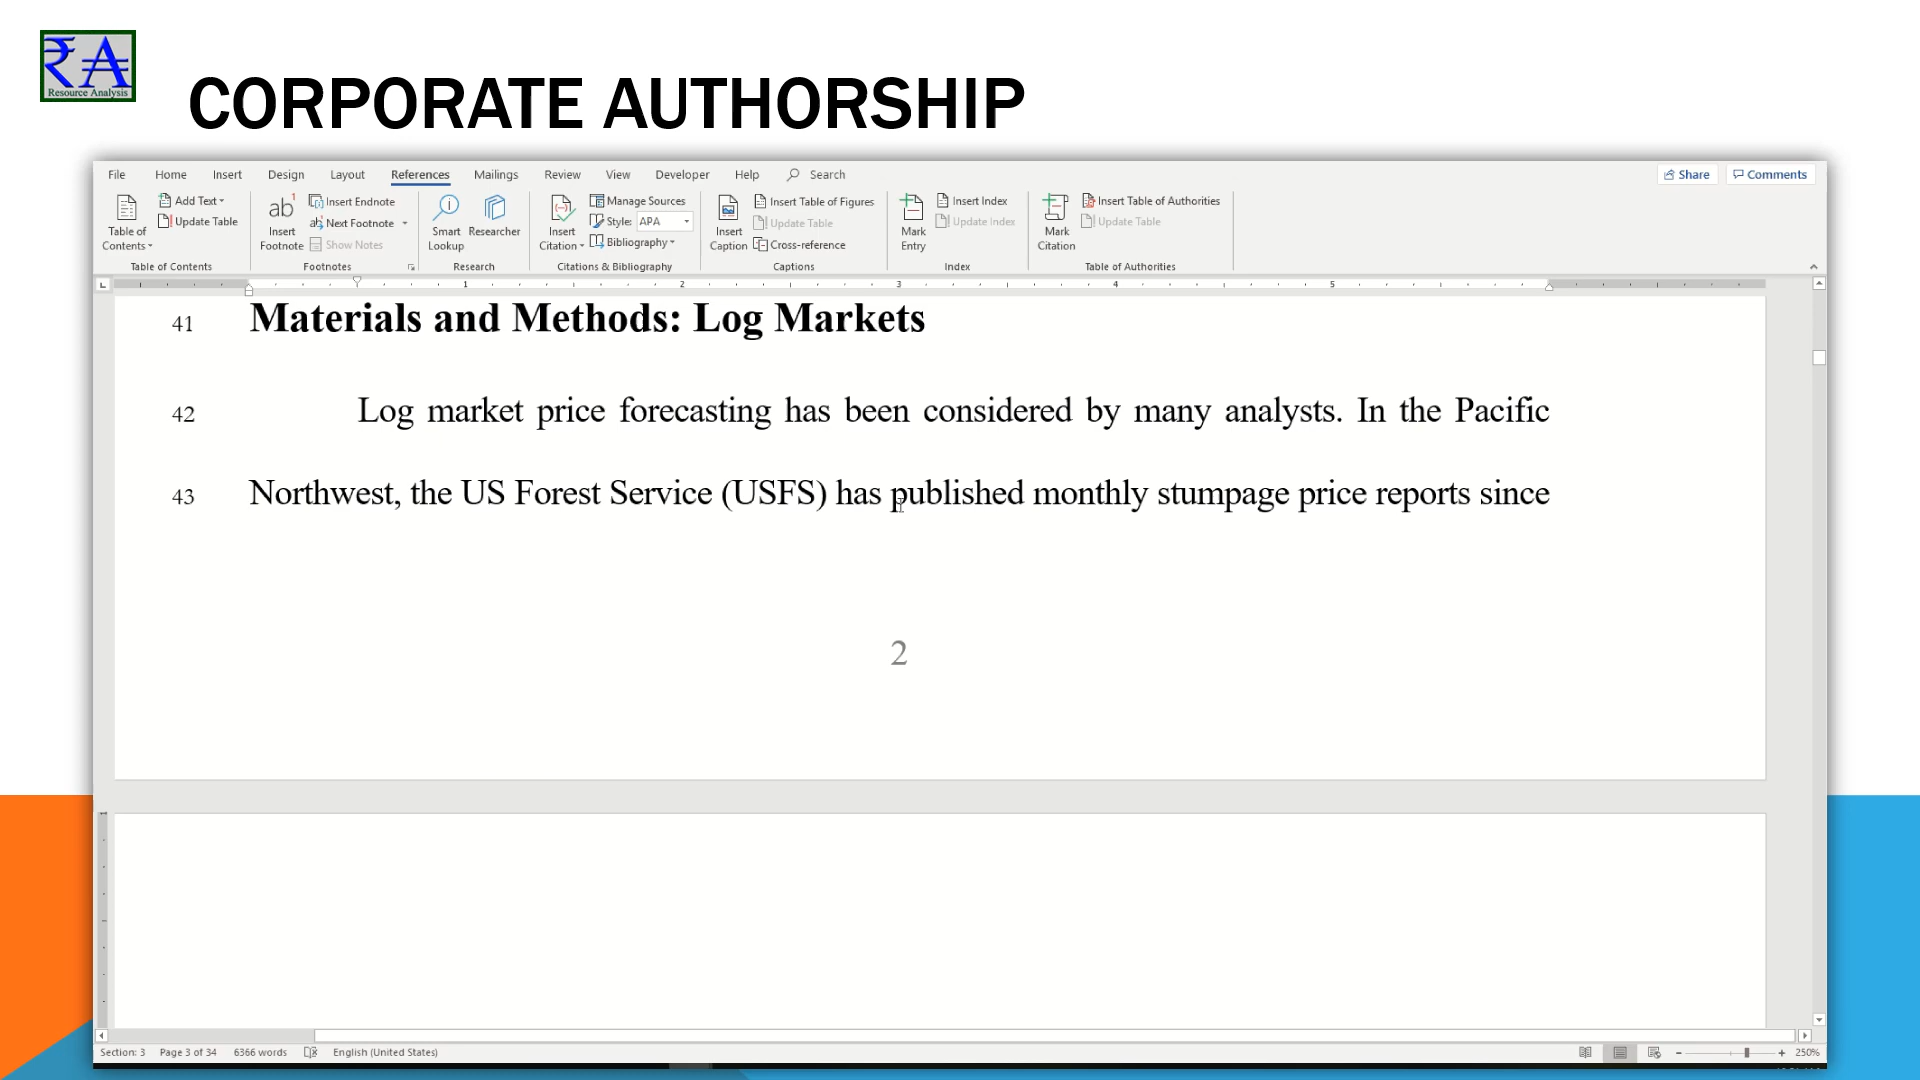 ₹A
Resource Analysis
CORPORATE AUTHORSHIP
File Home Insert Design Layout References Mailings Review View Developer Help Search Share Comments
Table of Contents Add Text Update Table
Table of Contents
ab Insert Footnote Insert Endnote Next Footnote Show Notes
Footnotes
Smart Lookup Researcher
Research
Insert Citation Manage Sources Style: APA Bibliography
Citations & Bibliography
Insert Caption Insert Table of Figures Update Table Cross-reference
Captions
Mark Entry Insert Index Update Index
Index
Mark Citation Insert Table of Authorities Update Table
Table of Authorities
1 2 3 4 5
41 Materials and Methods: Log Markets
42 Log market price forecasting has been considered by many analysts. In the Pacific
43 Northwest, the US Forest Service (USFS) has published monthly stumpage price reports since
2
Section: 3 Page 3 of 34 6366 words English (United States) 250%